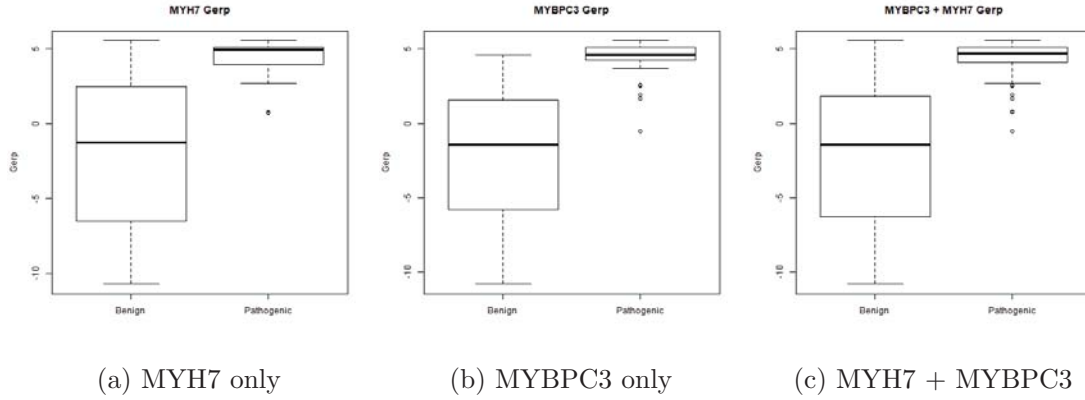 MYH7 Gerp
Gerp
5
0
-5
-10
Benign
Pathogenic
(a) MYH7 only
MYBPC3 Gerp
Gerp
5
0
-5
-10
Benign
Pathogenic
(b) MYBPC3 only
MYBPC3 + MYH7 Gerp
Gerp
5
0
-5
-10
Benign
Pathogenic
(c) MYH7 + MYBPC3